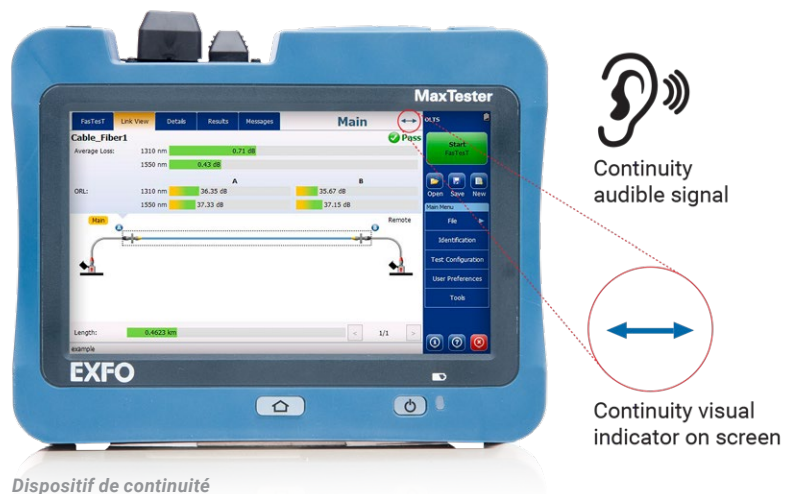 MaxTester
FasTesT Link View Details Results Messages Main OLTS
Cable_Fiber1 Pass
Start
FasTesT
Average Loss: 1310 nm 0.71 dB
1550 nm 0.43 dB
A B
ORL: 1310 nm 36.35 dB 35.67 dB
1550 nm 37.33 dB 37.15 dB
Open Save New
Main Menu
File
Identification
Test Configuration
User Preferences
Tools
Main Remote
A B
Length: 0.4623 km < 1/1 >
example
EXFO
Continuity
audible signal
Continuity visual
indicator on screen
Dispositif de continuité